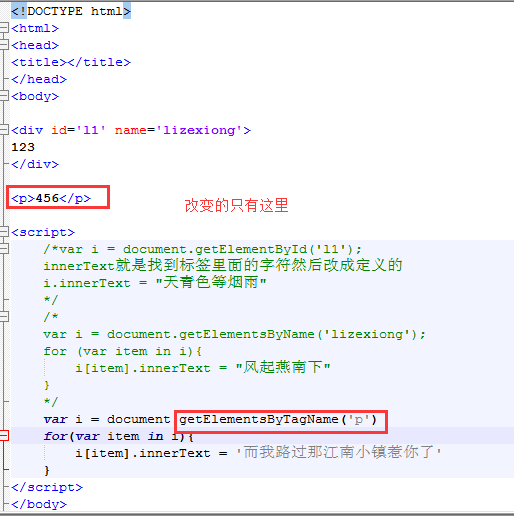 <!DOCTYPE html>
<html>
<head>
<title></title>
</head>
<body>
<div id='l1' name='lizexiong'>
123
</div>
<p>456</p>
改变的只有这里
<script>
/*var i = document.getElementById('l1');
innerText就是找到标签里面的字符然后改成定义的
i.innerText = "天青色等烟雨"
*/
/*
var i = document.getElementsByName('lizexiong');
for (var item in i){
i[item].innerText = "风起燕南下"
}
*/
var i = document.getElementsByTagName('p')
for(var item in i){
i[item].innerText = '而我路过那江南小镇惹你了'
}
</script>
</body>